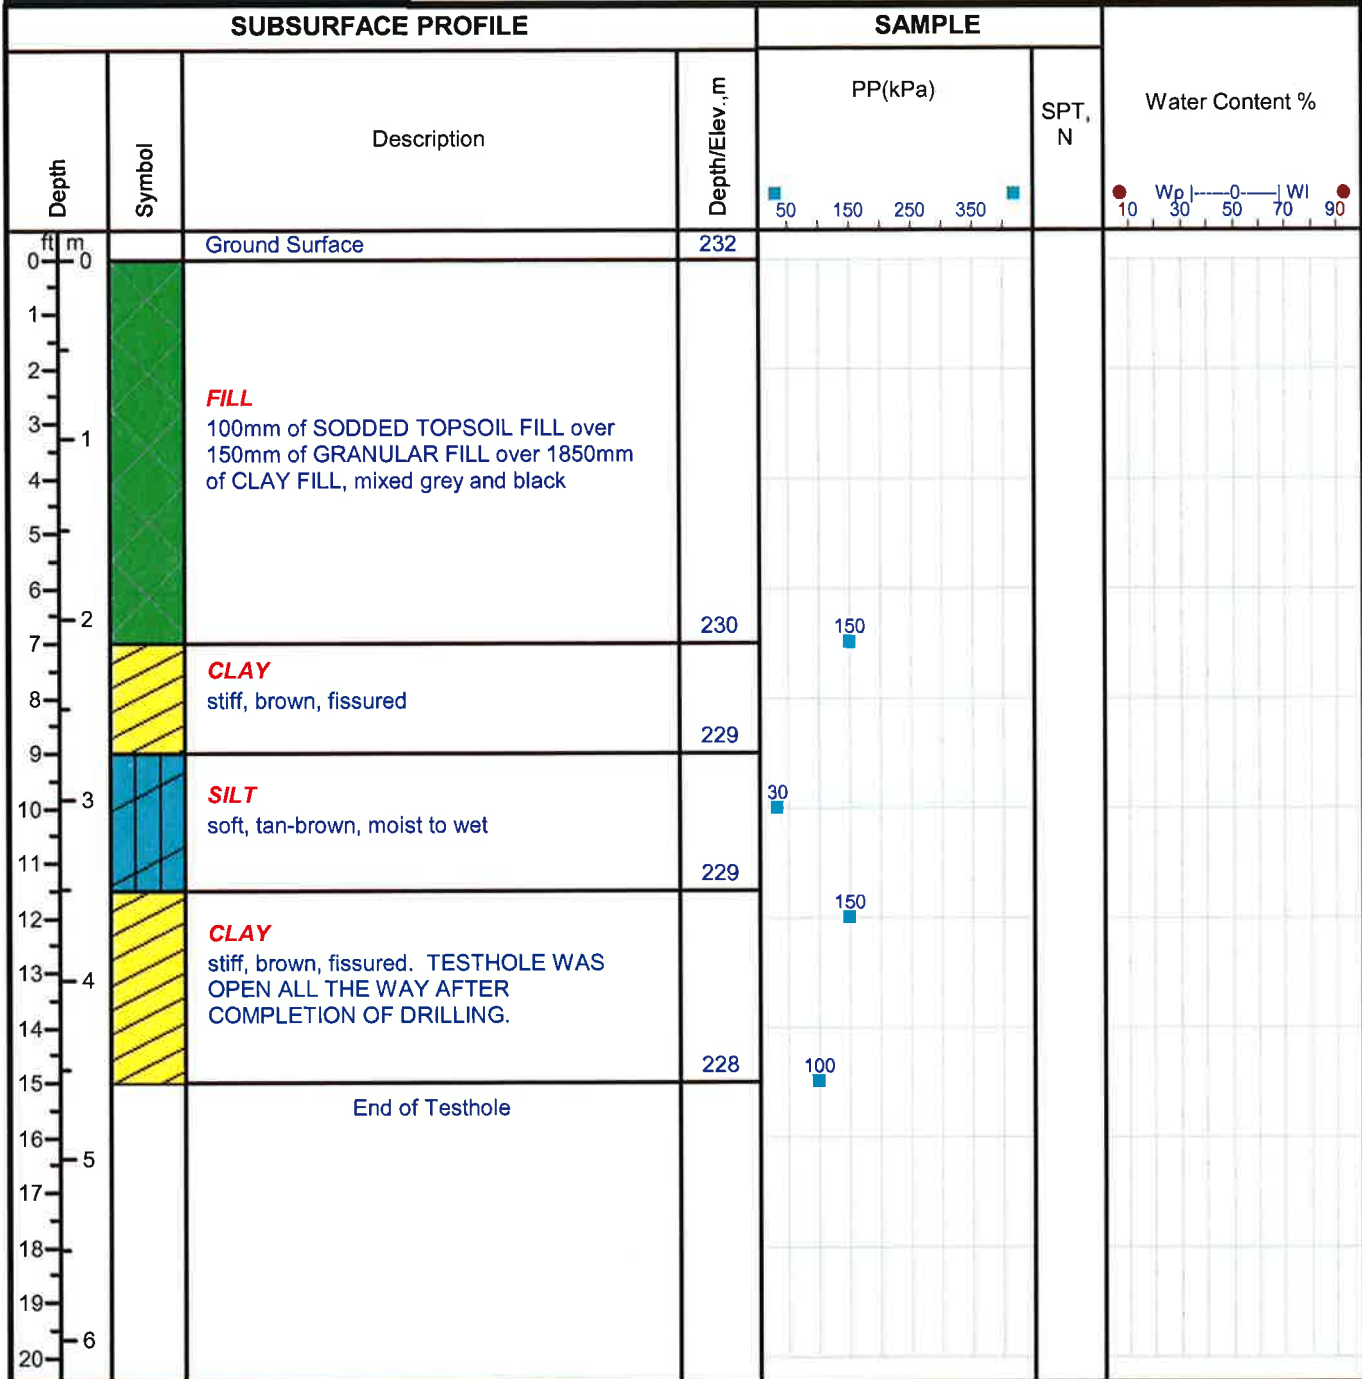 SUBSURFACE PROFILE
SAMPLE
Depth
Symbol
Description
Depth/Elev.,m
PP(kPa)
50 150 250 350
SPT,
N
Water Content %
Wp |-----0-----| Wl
10 30 50 70 90
ft m
Ground Surface
232
0 0
1
2
3
1
4
5
6
2
7
8
9
10
3
11
12
13
4
14
15
16
5
17
18
19
6
20
FILL
100mm of SODDED TOPSOIL FILL over
150mm of GRANULAR FILL over 1850mm
of CLAY FILL, mixed grey and black
230
150
CLAY
stiff, brown, fissured
229
SILT
soft, tan-brown, moist to wet
229
30
CLAY
stiff, brown, fissured. TESTHOLE WAS
OPEN ALL THE WAY AFTER
COMPLETION OF DRILLING.
228
150
100
End of Testhole